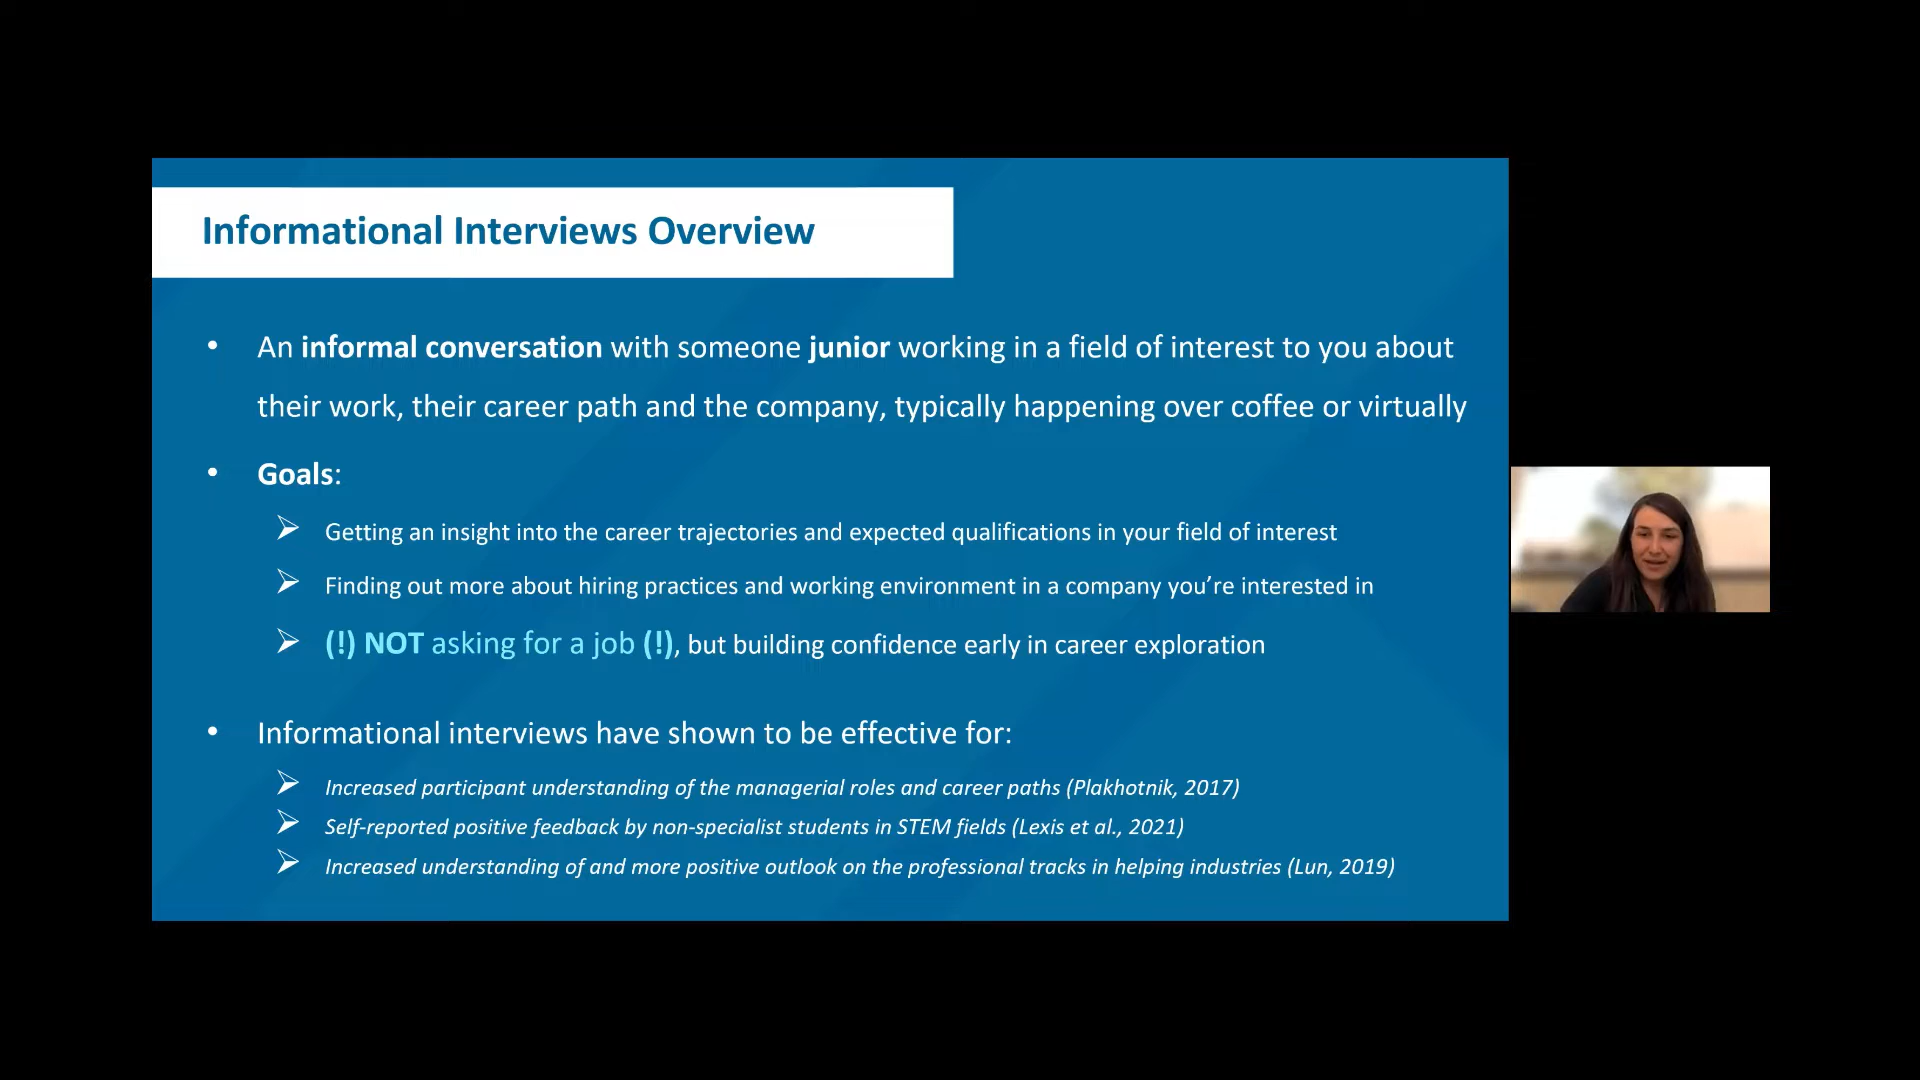 Informational Interviews Overview
• An informal conversation with someone junior working in a field of interest to you about
their work, their career path and the company, typically happening over coffee or virtually
• Goals:
➢ Getting an insight into the career trajectories and expected qualifications in your field of interest
➢ Finding out more about hiring practices and working environment in a company you’re interested in
➢ (!) NOT asking for a job (!), but building confidence early in career exploration
• Informational interviews have shown to be effective for:
➢ Increased participant understanding of the managerial roles and career paths (Plakhotnik, 2017)
➢ Self-reported positive feedback by non-specialist students in STEM fields (Lexis et al., 2021)
➢ Increased understanding of and more positive outlook on the professional tracks in helping industries (Lun, 2019)